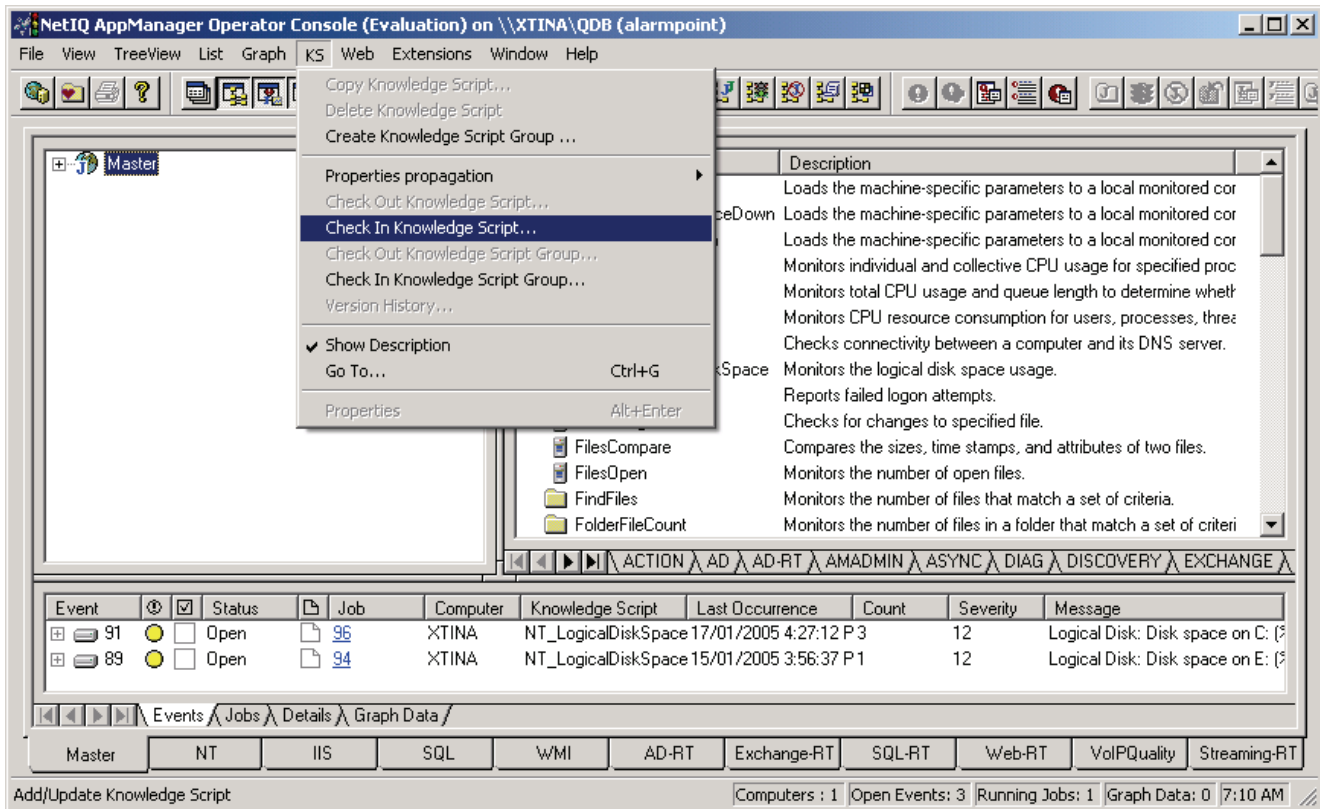 NetIQ AppManager Operator Console (Evaluation) on \\XTINA\QDB (alarmpoint)
File View TreeView List Graph KS Web Extensions Window Help
Copy Knowledge Script...
Delete Knowledge Script
Create Knowledge Script Group ...
Properties propagation
Check Out Knowledge Script...
Check In Knowledge Script...
Check Out Knowledge Script Group...
Check In Knowledge Script Group...
Version History...
Show Description
Go To... Ctrl+G
Properties Alt+Enter
Master
Description
Loads the machine-specific parameters to a local monitored cor
eDown Loads the machine-specific parameters to a local monitored cor
Loads the machine-specific parameters to a local monitored cor
Monitors individual and collective CPU usage for specified proc
Monitors total CPU usage and queue length to determine wheth
Monitors CPU resource consumption for users, processes, threa
Checks connectivity between a computer and its DNS server.
kSpace Monitors the logical disk space usage.
Reports failed logon attempts.
Checks for changes to specified file.
FilesCompare Compares the sizes, time stamps, and attributes of two files.
FilesOpen Monitors the number of open files.
FindFiles Monitors the number of files that match a set of criteria.
FolderFileCount Monitors the number of files in a folder that match a set of criteri
ACTION AD AD-RT AMADMIN ASYNC DIAG DISCOVERY EXCHANGE
Event Status Job Computer Knowledge Script Last Occurrence Count Severity Message
91 Open 96 XTINA NT_LogicalDiskSpace 17/01/2005 4:27:12 P 3 12 Logical Disk: Disk space on C: (%
89 Open 94 XTINA NT_LogicalDiskSpace 15/01/2005 3:56:37 P 1 12 Logical Disk: Disk space on E: (%
Events Jobs Details Graph Data
Master NT IIS SQL WMI AD-RT Exchange-RT SQL-RT Web-RT VoIPQuality Streaming-RT
Add/Update Knowledge Script Computers : 1 Open Events: 3 Running Jobs: 1 Graph Data: 0 7:10 AM